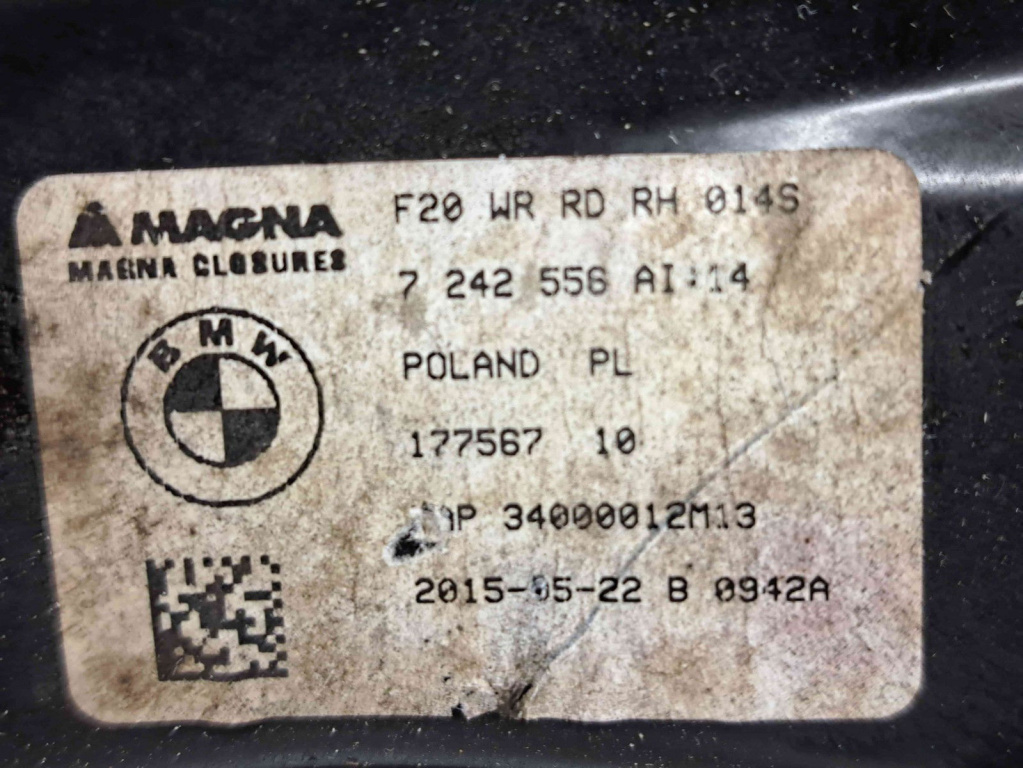 MAGNA
MAGNA CLOSURES
BMW
F20 WR RD RH 014S
7 242 556 AI:14
POLAND PL
177567 10
34000012M13
2015-05-22 B 0942A